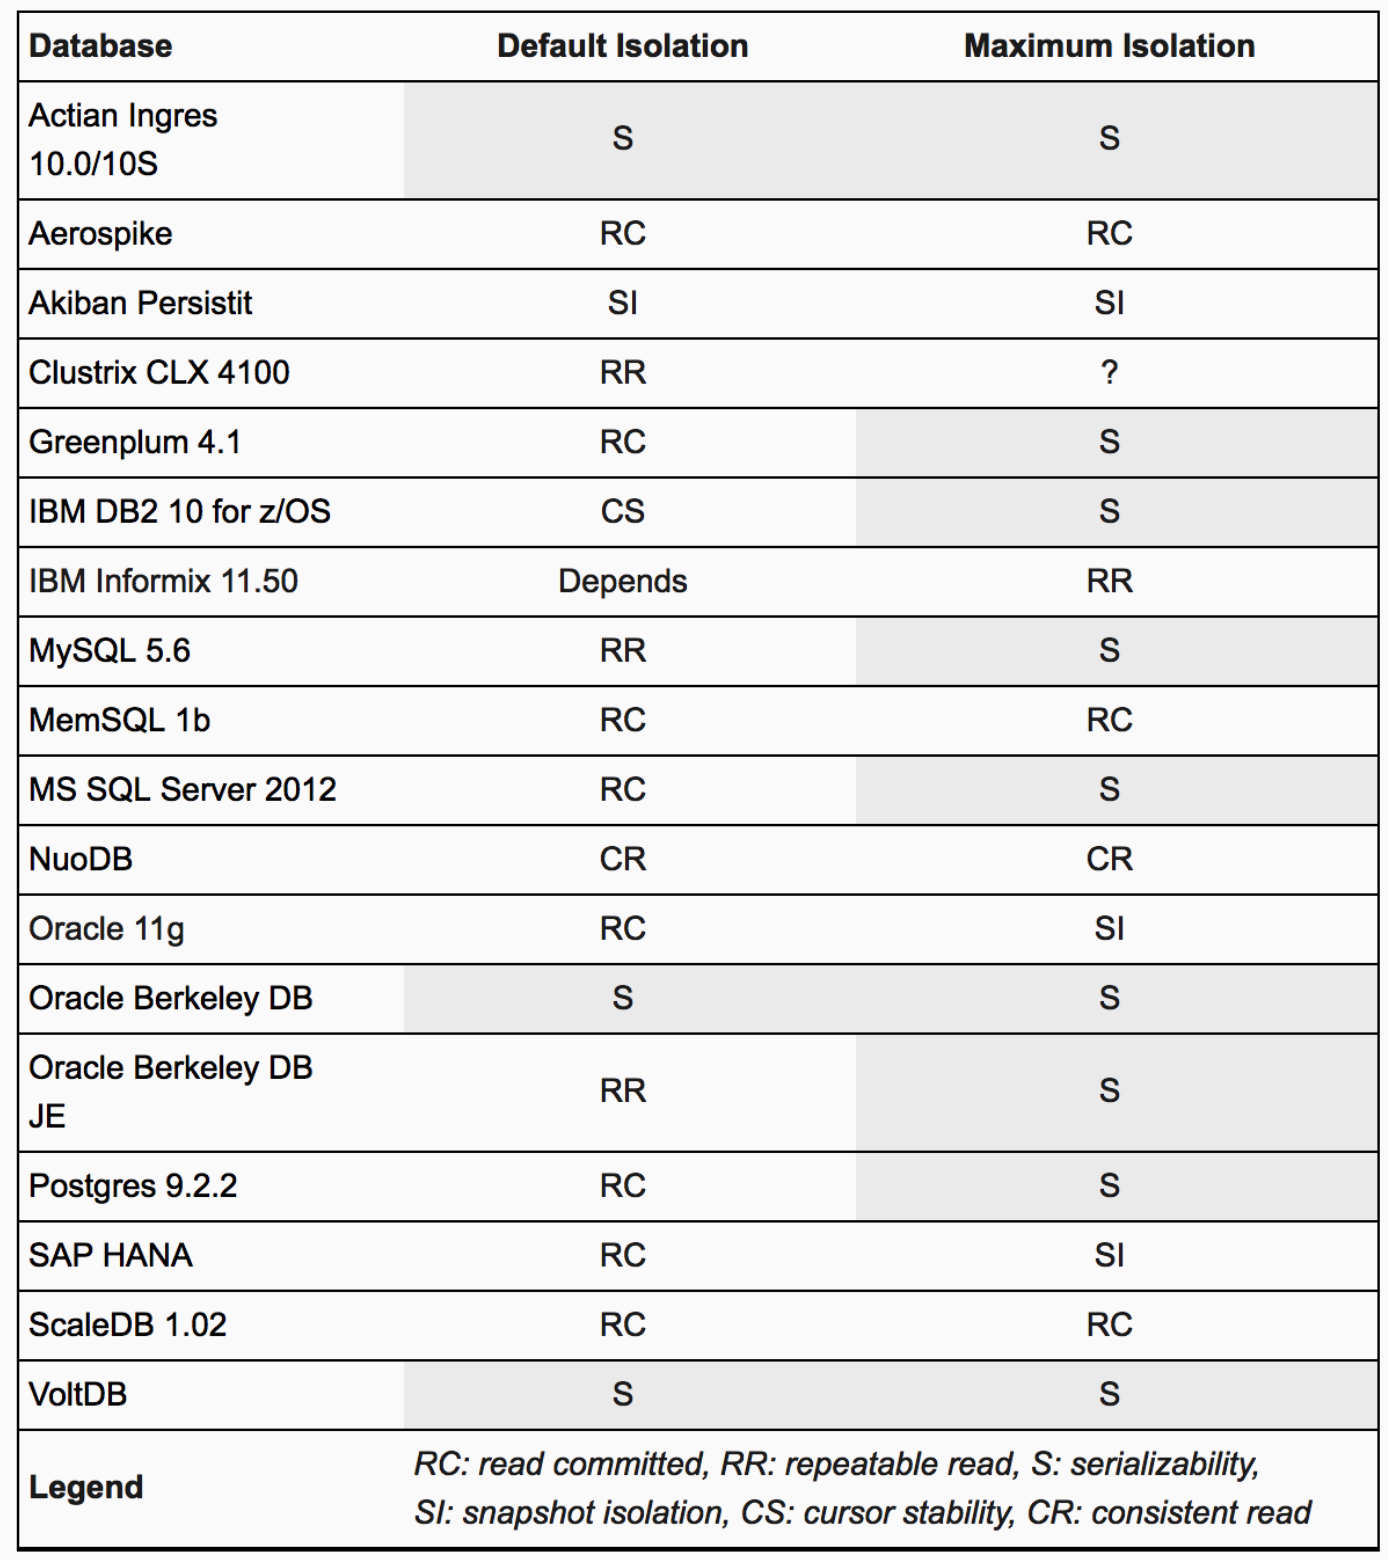 Database Default Isolation Maximum Isolation
Actian Ingres
10.0/10S S S
Aerospike RC RC
Akiban Persistit SI SI
Clustrix CLX 4100 RR ?
Greenplum 4.1 RC S
IBM DB2 10 for z/OS CS S
IBM Informix 11.50 Depends RR
MySQL 5.6 RR S
MemSQL 1b RC RC
MS SQL Server 2012 RC S
NuoDB CR CR
Oracle 11g RC SI
Oracle Berkeley DB S S
Oracle Berkeley DB
JE RR S
Postgres 9.2.2 RC S
SAP HANA RC SI
ScaleDB 1.02 RC RC
VoltDB S S
Legend RC: read committed, RR: repeatable read, S: serializability,
SI: snapshot isolation, CS: cursor stability, CR: consistent read